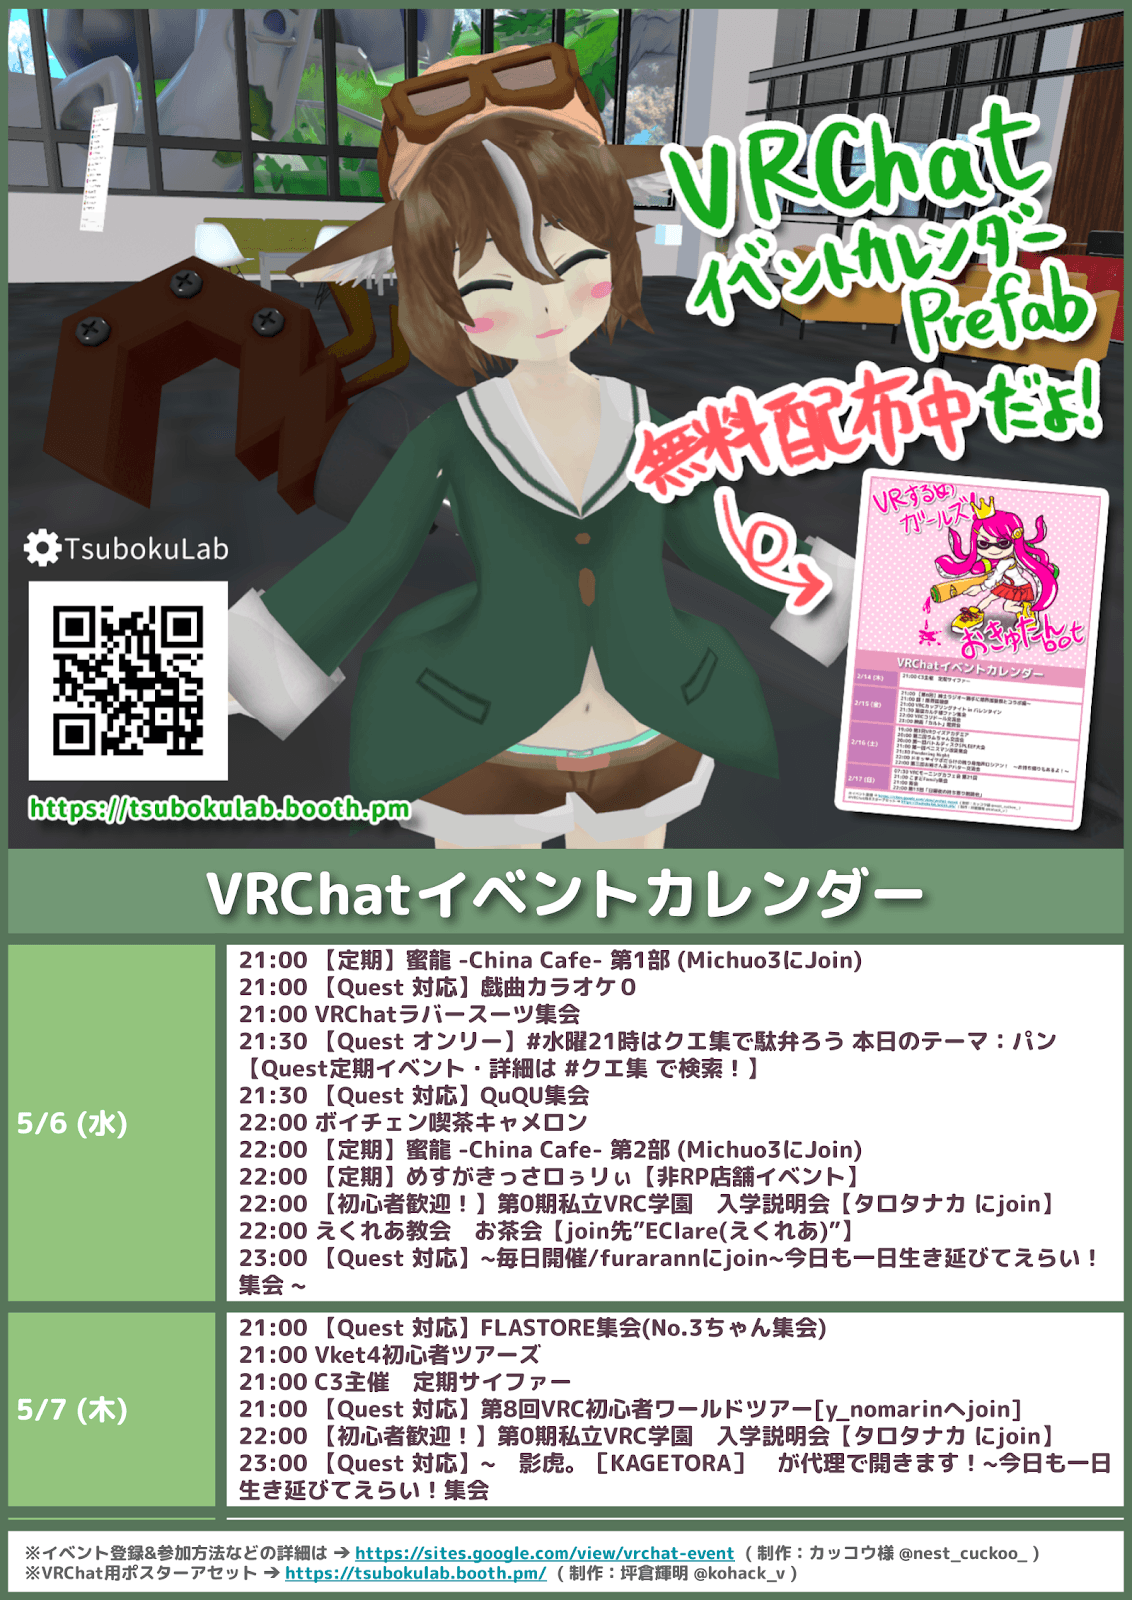 VRChat
イベントカレンダー
Prefab
無料配布中だよ!
TsubokuLab
https://tsubokulab.booth.pm
VRするめ
ガールズ!
おきゅたんbot
VRChatイベントカレンダー
2/14 (木)
21:00 C3主催 定期サイファー
2/15 (金)
2/16 (土)
2/17 (日)
VRChatイベントカレンダー
5/6 (水)
21:00 【定期】蜜龍 -China Cafe- 第1部 (Michuo3にJoin)
21:00 【Quest 対応】戯曲カラオケ０
21:00 VRChatラバースーツ集会
21:30 【Quest オンリー】#水曜21時はクエ集で駄弁ろう 本日のテーマ：パン
【Quest定期イベント・詳細は #クエ集 で検索！】
21:30 【Quest 対応】QuQU集会
22:00 ボイチェン喫茶キャメロン
22:00 【定期】蜜龍 -China Cafe- 第2部 (Michuo3にJoin)
22:00 【定期】めすがきっさロぅリぃ【非RP店舗イベント】
22:00 【初心者歓迎！】第0期私立VRC学園　入学説明会【タロタナカ にjoin】
22:00 えくれあ教会　お茶会【join先”EClare(えくれあ)”】
23:00 【Quest 対応】~毎日開催/furarannにjoin~今日も一日生き延びてえらい！
集会 ~
5/7 (木)
21:00 【Quest 対応】FLASTORE集会(No.3ちゃん集会)
21:00 Vket4初心者ツアーズ
21:00 C3主催　定期サイファー
21:00 【Quest 対応】第8回VRC初心者ワールドツアー[y_nomarinへjoin]
22:00 【初心者歓迎！】第0期私立VRC学園　入学説明会【タロタナカ にjoin】
23:00 【Quest 対応】~　影虎。［KAGETORA］　が代理で開きます！~今日も一日
生き延びてえらい！集会
※イベント登録&参加方法などの詳細は ➔ https://sites.google.com/view/vrchat-event （制作：カッコウ様 @nest_cuckoo_ ）
※VRChat用ポスターアセット ➔ https://tsubokulab.booth.pm/ （制作：坪倉輝明 @kohack_v ）